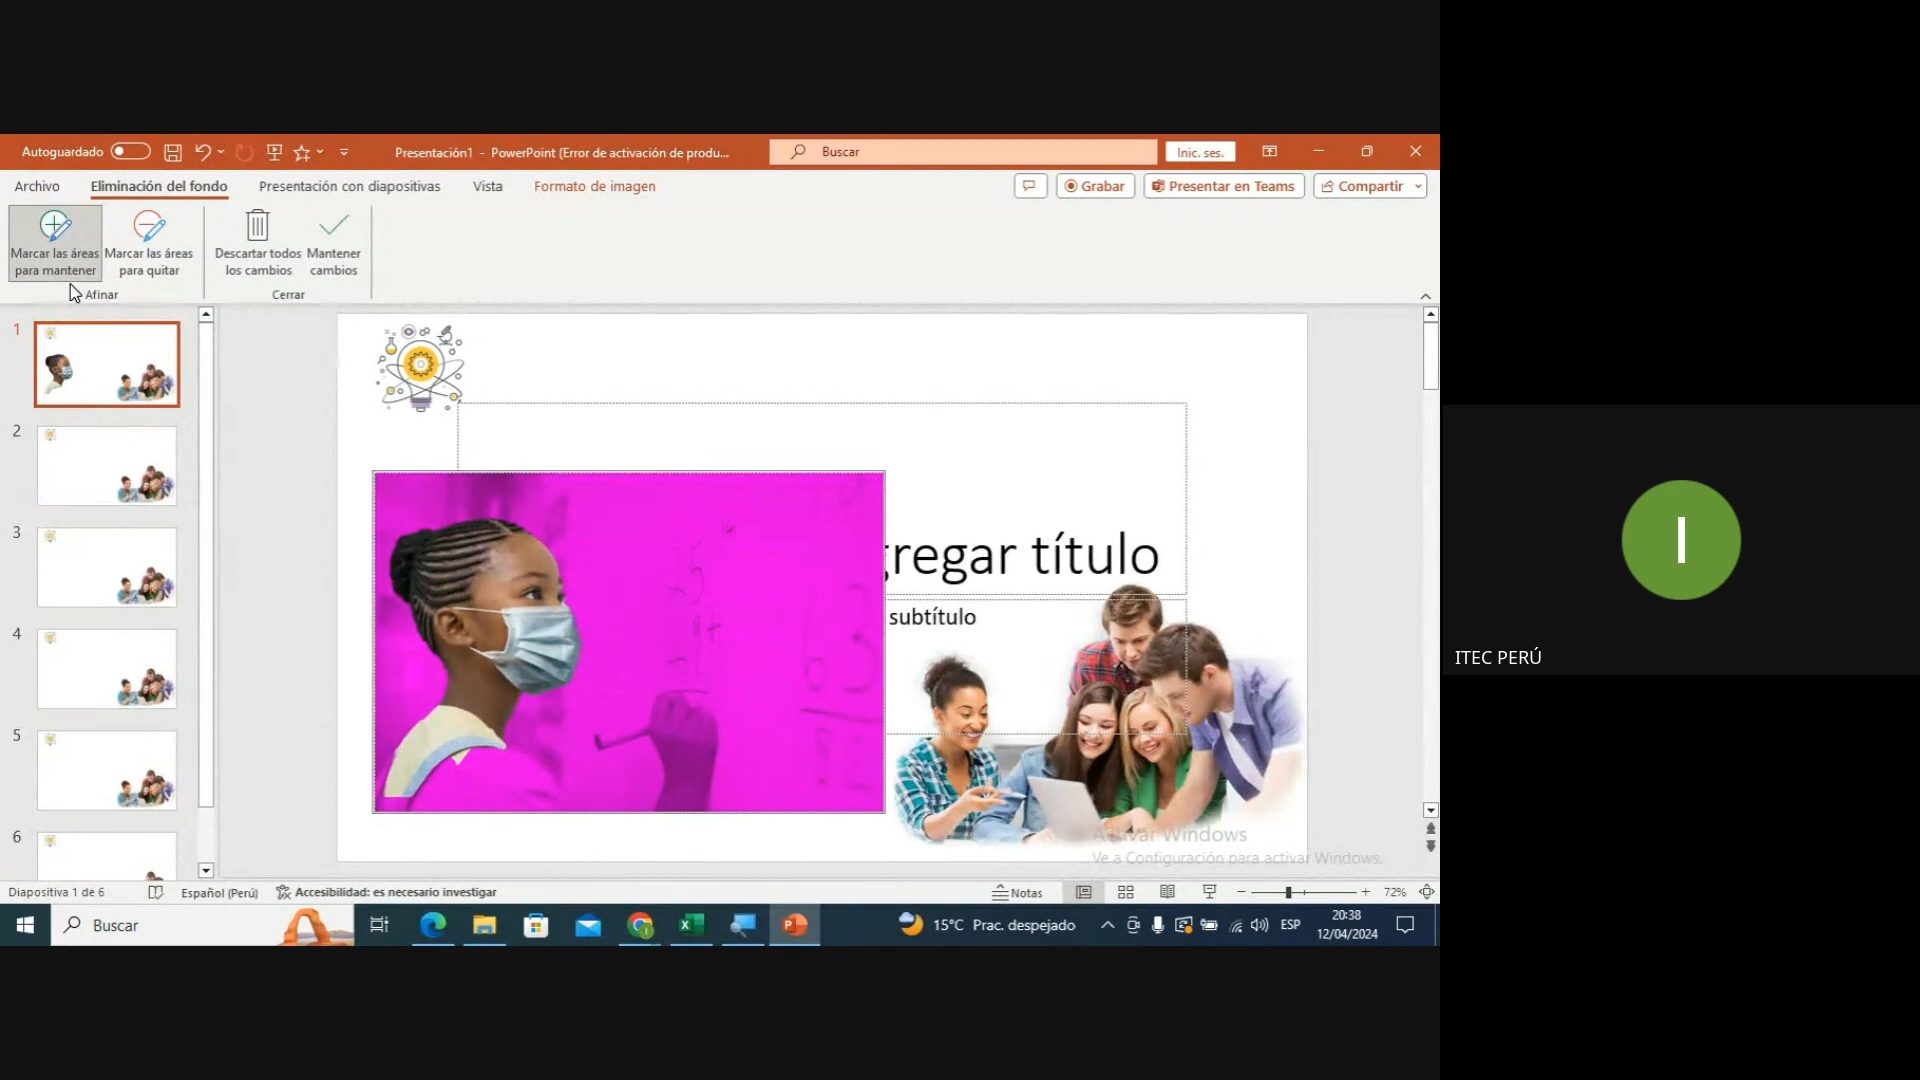 Autoguardado
Presentación1 - PowerPoint (Error de activación de produ...
Buscar
Inic. ses.
Archivo
Eliminación del fondo
Presentación con diapositivas
Vista
Formato de imagen
Grabar
Presentar en Teams
Compartir
Marcar las áreas
para mantener
Marcar las áreas
para quitar
Descartar todos
los cambios
Mantener
cambios
Afinar
Cerrar
1
2
3
4
5
6
gregar título
subtítulo
Activar Windows
Ve a Configuración para activar Windows.
Diapositiva 1 de 6
Español (Perú)
Accesibilidad: es necesario investigar
Notas
72%
Buscar
15°C Prac. despejado
ESP
20:38
12/04/2024
I
ITEC PERÚ